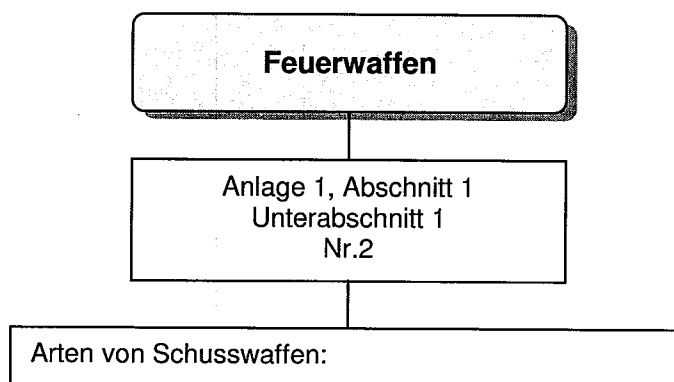 Feuerwaffen
Anlage 1, Abschnitt 1
Unterabschnitt 1
Nr.2
Arten von Schusswaffen: